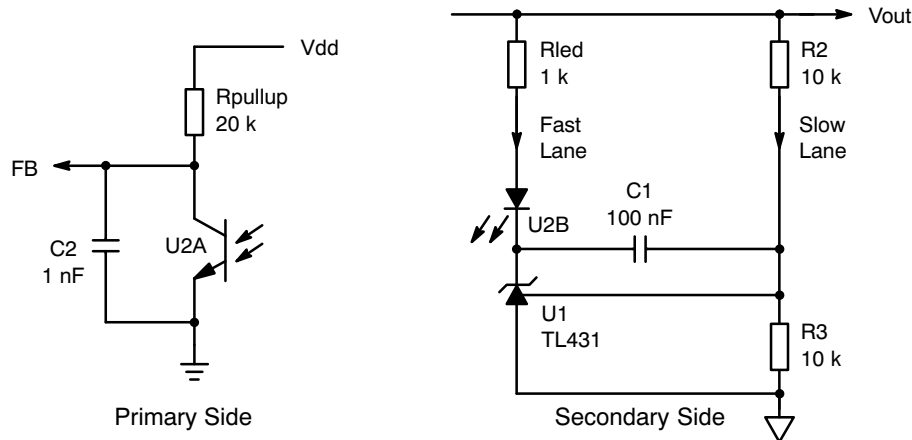 Vdd
Rpullup
20 k
FB
C2
1 nF
U2A
Primary Side
Vout
Rled
1 k
R2
10 k
Fast
Lane
Slow
Lane
C1
100 nF
U2B
U1
TL431
R3
10 k
Secondary Side